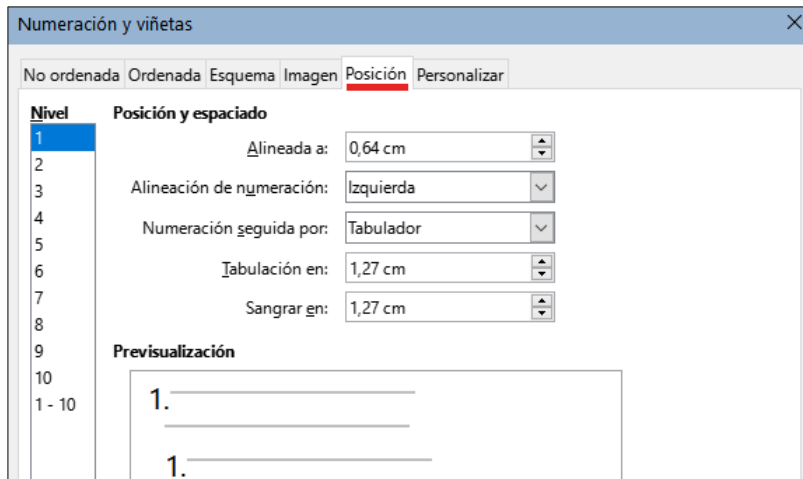 Numeración y viñetas
No ordenada Ordenada Esquema Imagen Posición Personalizar
Nivel
1
2
3
4
5
6
7
8
9
10
1 - 10
Posición y espaciado
Alineada a: 0,64 cm
Alineación de numeración: Izquierda
Numeración seguida por: Tabulador
Tabulación en: 1,27 cm
Sangrar en: 1,27 cm
Previsualización
1.
1.